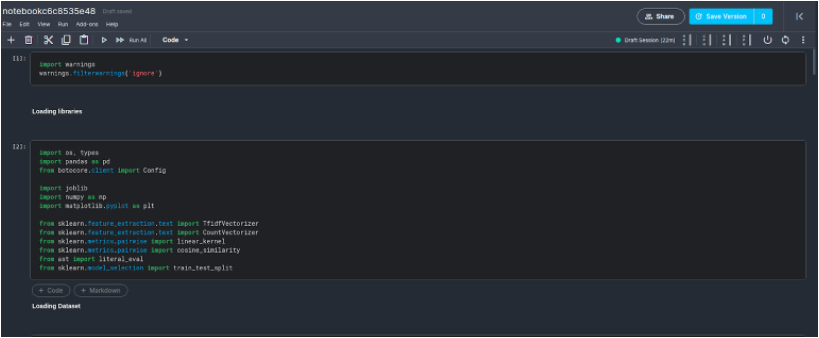 notebookc6c8535e48 Draft saved
File Edit View Run Add-ons Help
Share Save Version 0
Run All Code Draft Session (22m)
[1]:
import warnings
warnings.filterwarnings('ignore')
Loading libraries
[2]:
import os, types
import pandas as pd
from botocore.client import Config
import joblib
import numpy as np
import matplotlib.pyplot as plt
from sklearn.feature_extraction.text import TfidfVectorizer
from sklearn.feature_extraction.text import CountVectorizer
from sklearn.metrics.pairwise import linear_kernel
from sklearn.metrics.pairwise import cosine_similarity
from ast import literal_eval
from sklearn.model_selection import train_test_split
+ Code + Markdown
Loading Dataset